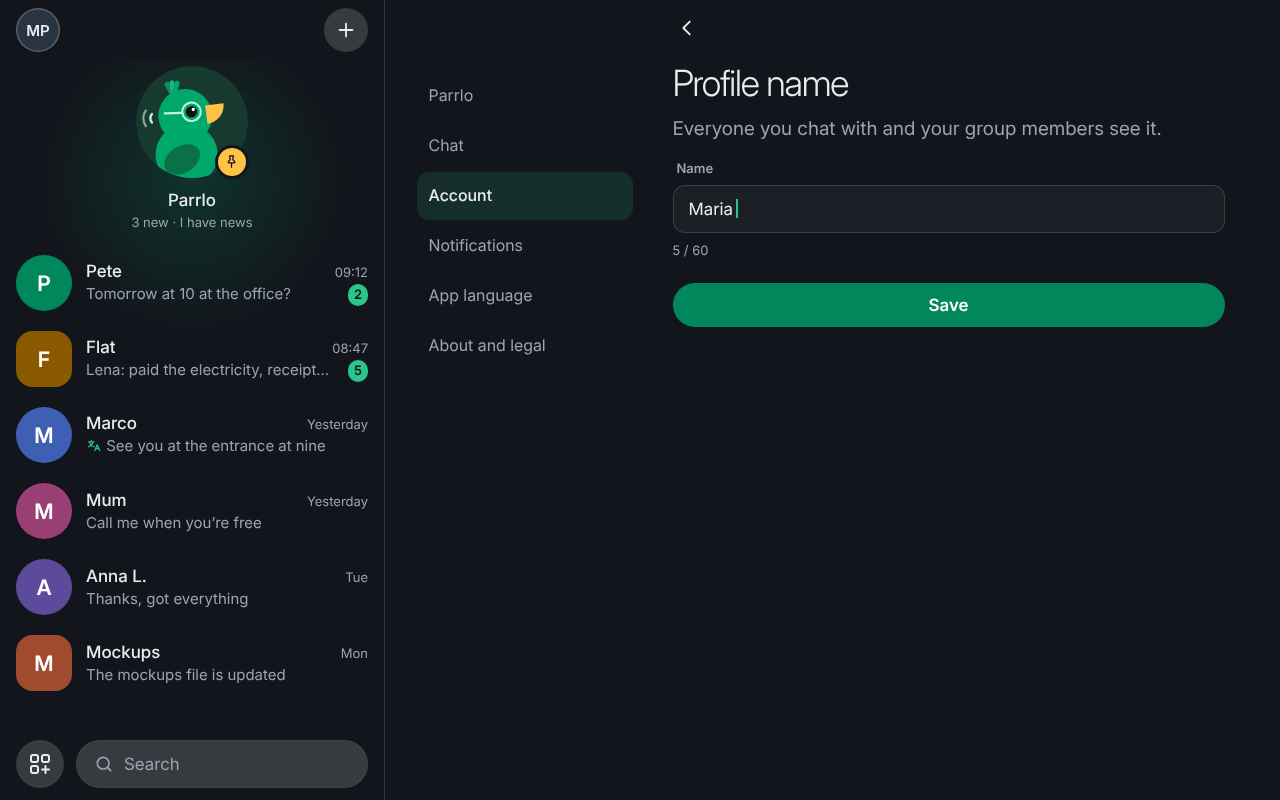 MP
Parrlo
3 new · I have news
P
Pete
09:12
Tomorrow at 10 at the office?
2
F
Flat
08:47
Lena: paid the electricity, receipt…
5
M
Marco
Yesterday
See you at the entrance at nine
M
Mum
Yesterday
Call me when you’re free
A
Anna L.
Tue
Thanks, got everything
M
Mockups
Mon
The mockups file is updated
Search
Parrlo
Chat
Account
Notifications
App language
About and legal
Profile name
Everyone you chat with and your group members see it.
Name
Maria
5 / 60
Save